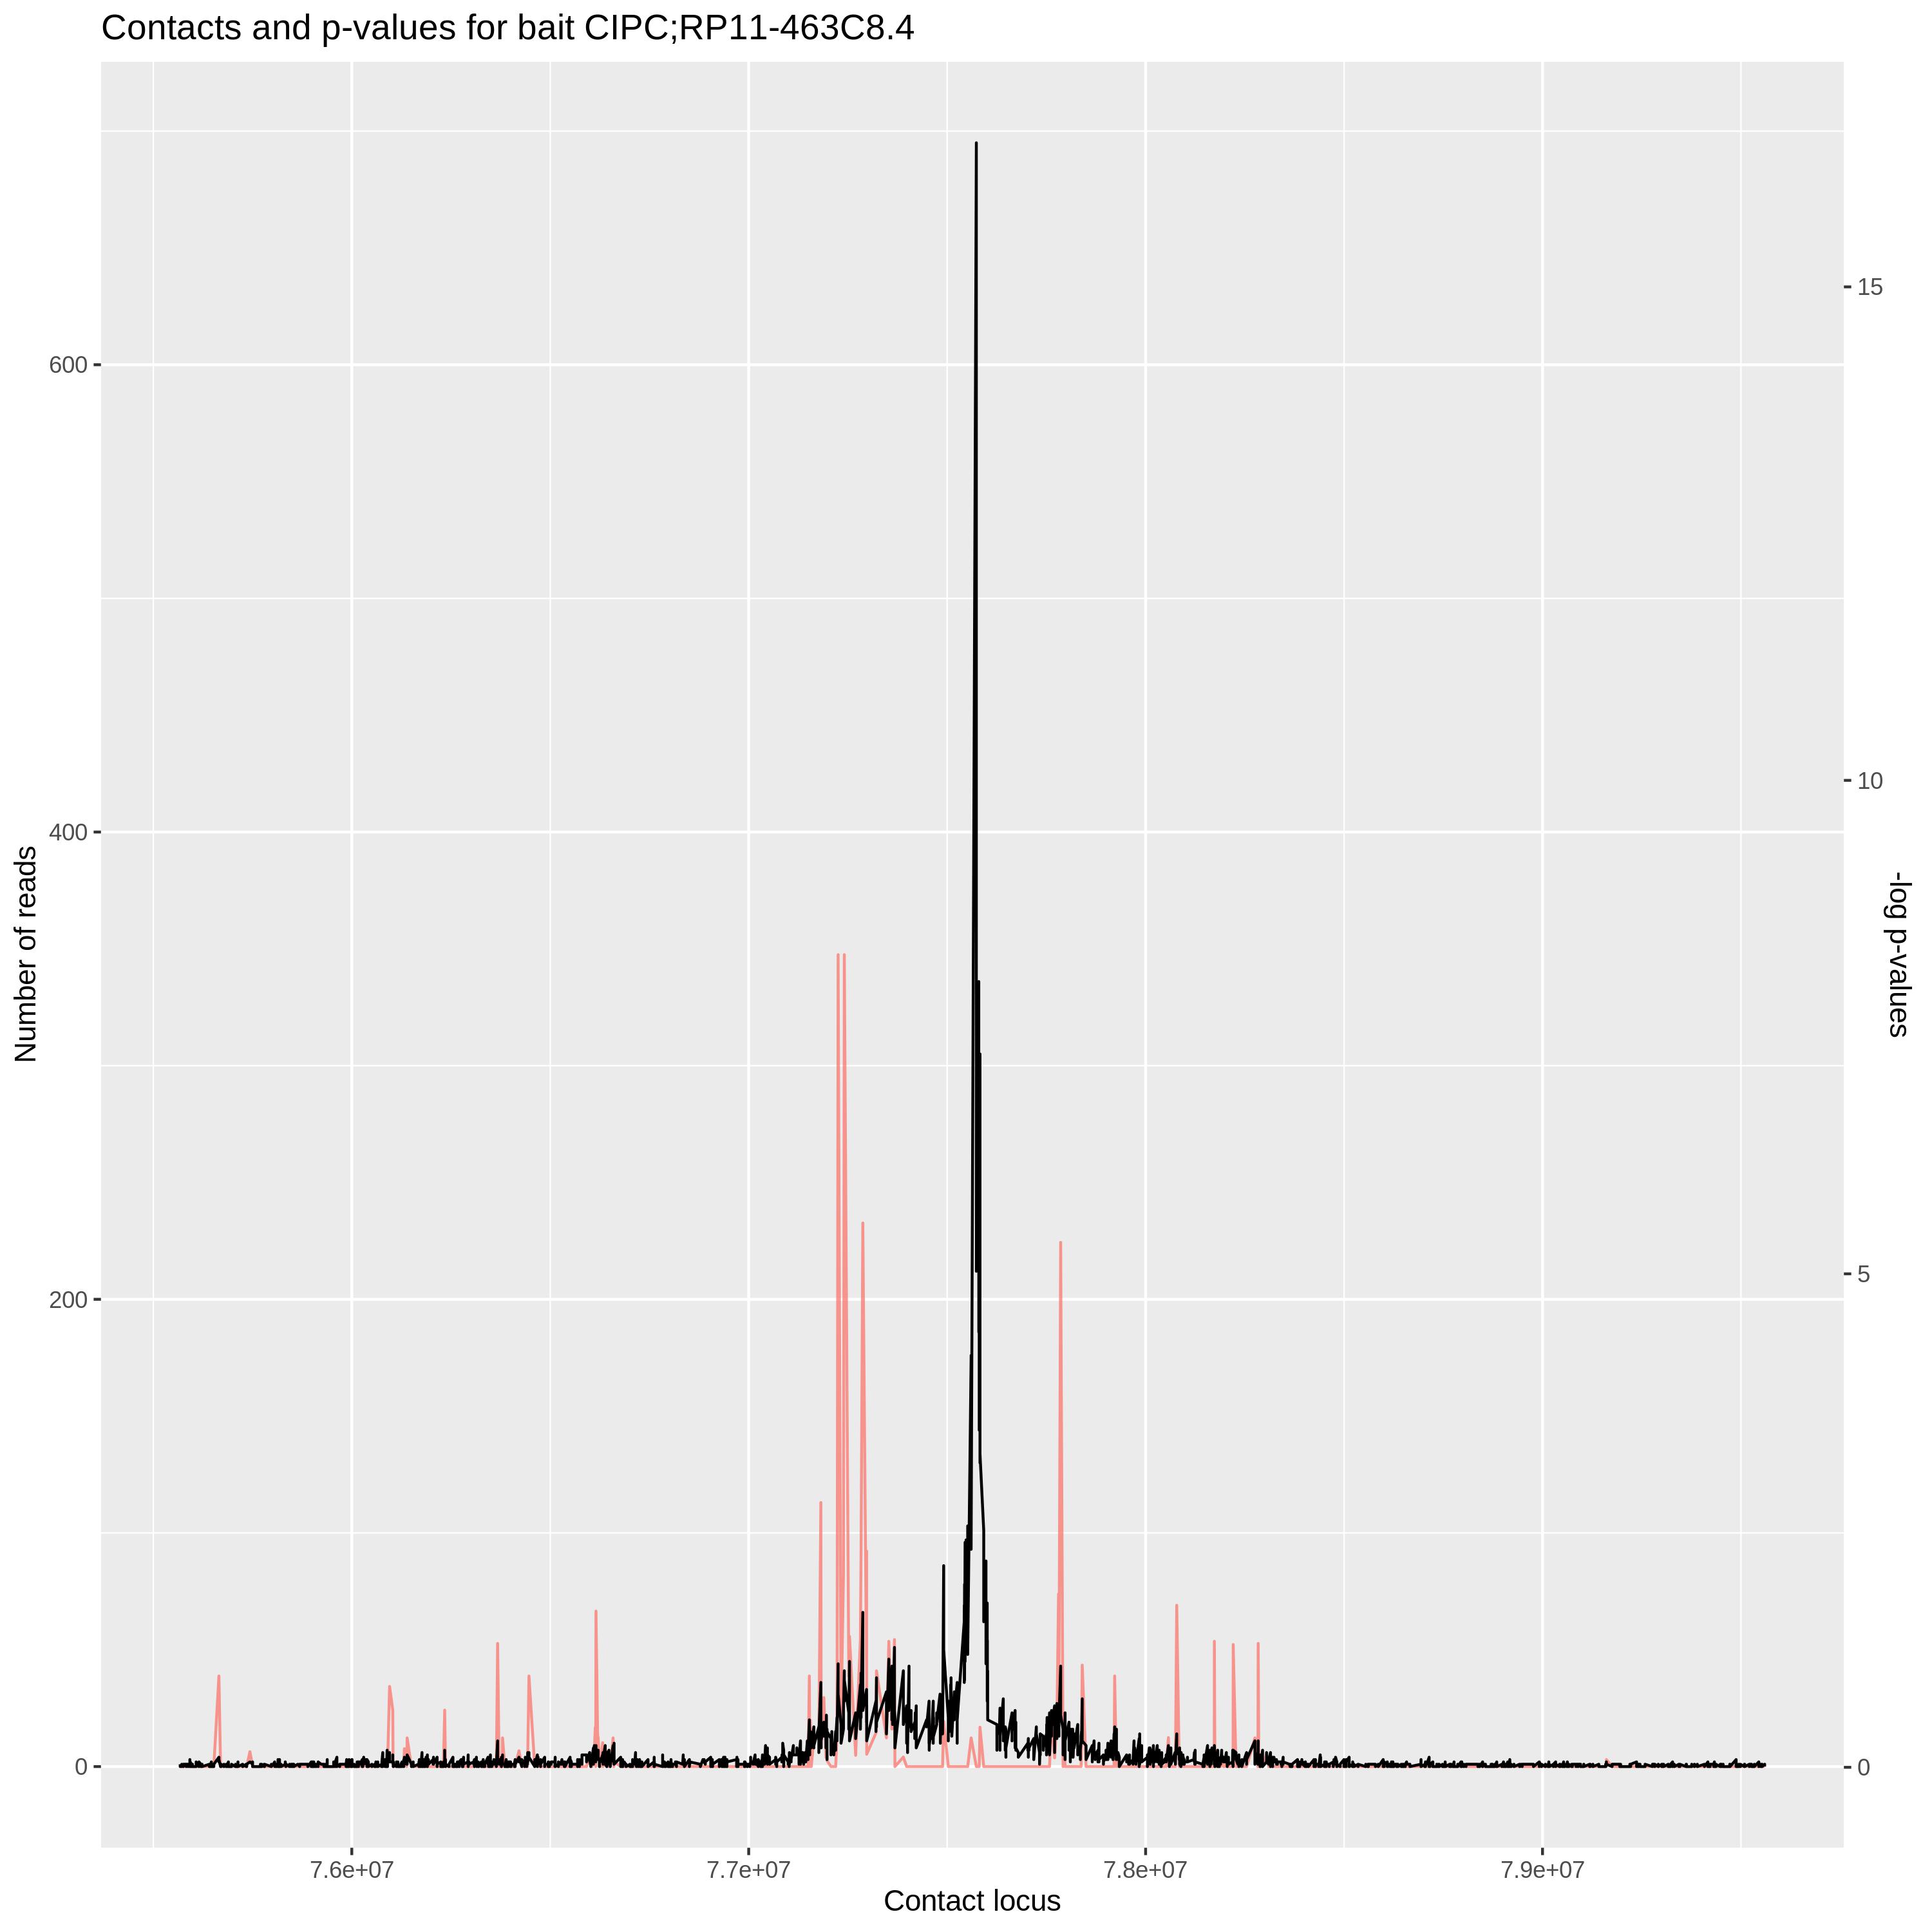 Contacts and p-values for bait CIPC;RP11-463C8.4
Number of reads
600
400
200
0
15
10
5
0
-log p-values
7.6e+07
7.7e+07
7.8e+07
7.9e+07
Contact locus